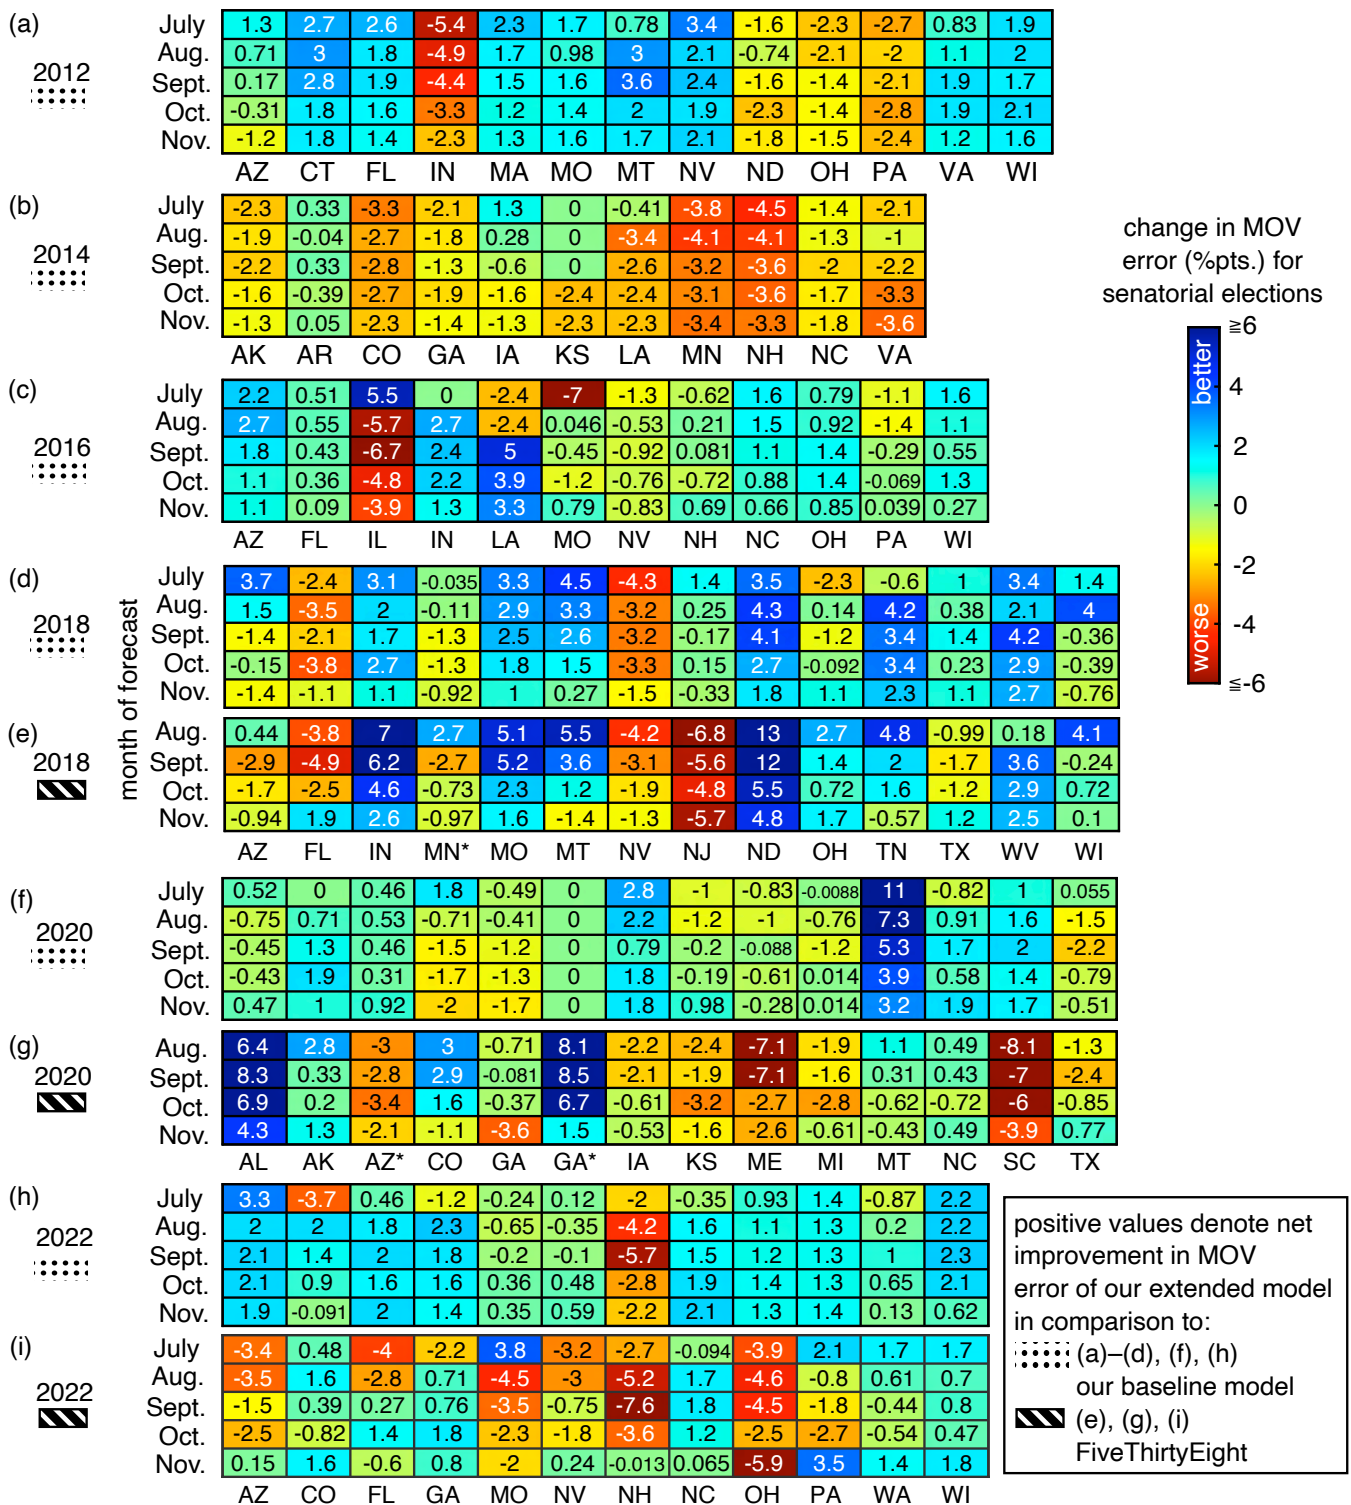 (a)
2012
July 1.3 2.7 2.6 -5.4 2.3 1.7 0.78 3.4 -1.6 -2.3 -2.7 0.83 1.9
Aug. 0.71 3 1.8 -4.9 1.7 0.98 3 2.1 -0.74 -2.1 -2 1.1 2
Sept. 0.17 2.8 1.9 -4.4 1.5 1.6 3.6 2.4 -1.6 -1.4 -2.1 1.9 1.7
Oct. -0.31 1.8 1.6 -3.3 1.2 1.4 2 1.9 -2.3 -1.4 -2.8 1.9 2.1
Nov. -1.2 1.8 1.4 -2.3 1.3 1.6 1.7 2.1 -1.8 -1.5 -2.4 1.2 1.6
AZ CT FL IN MA MO MT NV ND OH PA VA WI
(b)
2014
July -2.3 0.33 -3.3 -2.1 1.3 0 -0.41 -3.8 -4.5 -1.4 -2.1
Aug. -1.9 -0.04 -2.7 -1.8 0.28 0 -3.4 -4.1 -4.1 -1.3 -1
Sept. -2.2 0.33 -2.8 -1.3 -0.6 0 -2.6 -3.2 -3.6 -2 -2.2
Oct. -1.6 -0.39 -2.7 -1.9 -1.6 -2.4 -2.4 -3.1 -3.6 -1.7 -3.3
Nov. -1.3 0.05 -2.3 -1.4 -1.3 -2.3 -2.3 -3.4 -3.3 -1.8 -3.6
AK AR CO GA IA KS LA MN NH NC VA
change in MOV
error (%pts.) for
senatorial elections
≧6
4
2
0
-2
-4
≦-6
better
worse
(c)
2016
July 2.2 0.51 5.5 0 -2.4 -7 -1.3 -0.62 1.6 0.79 -1.1 1.6
Aug. 2.7 0.55 -5.7 2.7 -2.4 0.046 -0.53 0.21 1.5 0.92 -1.4 1.1
Sept. 1.8 0.43 -6.7 2.4 5 -0.45 -0.92 0.081 1.1 1.4 -0.29 0.55
Oct. 1.1 0.36 -4.8 2.2 3.9 -1.2 -0.76 -0.72 0.88 1.4 -0.069 1.3
Nov. 1.1 0.09 -3.9 1.3 3.3 0.79 -0.83 0.69 0.66 0.85 0.039 0.27
AZ FL IL IN LA MO NV NH NC OH PA WI
month of forecast
(d)
2018
July 3.7 -2.4 3.1 -0.035 3.3 4.5 -4.3 1.4 3.5 -2.3 -0.6 1 3.4 1.4
Aug. 1.5 -3.5 2 -0.11 2.9 3.3 -3.2 0.25 4.3 0.14 4.2 0.38 2.1 4
Sept. -1.4 -2.1 1.7 -1.3 2.5 2.6 -3.2 -0.17 4.1 -1.2 3.4 1.4 4.2 -0.36
Oct. -0.15 -3.8 2.7 -1.3 1.8 1.5 -3.3 0.15 2.7 -0.092 3.4 0.23 2.9 -0.39
Nov. -1.4 -1.1 1.1 -0.92 1 0.27 -1.5 -0.33 1.8 1.1 2.3 1.1 2.7 -0.76
(e)
2018
Aug. 0.44 -3.8 7 2.7 5.1 5.5 -4.2 -6.8 13 2.7 4.8 -0.99 0.18 4.1
Sept. -2.9 -4.9 6.2 -2.7 5.2 3.6 -3.1 -5.6 12 1.4 2 -1.7 3.6 -0.24
Oct. -1.7 -2.5 4.6 -0.73 2.3 1.2 -1.9 -4.8 5.5 0.72 1.6 -1.2 2.9 0.72
Nov. -0.94 1.9 2.6 -0.97 1.6 -1.4 -1.3 -5.7 4.8 1.7 -0.57 1.2 2.5 0.1
AZ FL IN MN* MO MT NV NJ ND OH TN TX WV WI
(f)
2020
July 0.52 0 0.46 1.8 -0.49 0 2.8 -1 -0.83 -0.0088 11 -0.82 1 0.055
Aug. -0.75 0.71 0.53 -0.71 -0.41 0 2.2 -1.2 -1 -0.76 7.3 0.91 1.6 -1.5
Sept. -0.45 1.3 0.46 -1.5 -1.2 0 0.79 -0.2 -0.088 -1.2 5.3 1.7 2 -2.2
Oct. -0.43 1.9 0.31 -1.7 -1.3 0 1.8 -0.19 -0.61 0.014 3.9 0.58 1.4 -0.79
Nov. 0.47 1 0.92 -2 -1.7 0 1.8 0.98 -0.28 0.014 3.2 1.9 1.7 -0.51
(g)
2020
Aug. 6.4 2.8 -3 3 -0.71 8.1 -2.2 -2.4 -7.1 -1.9 1.1 0.49 -8.1 -1.3
Sept. 8.3 0.33 -2.8 2.9 -0.081 8.5 -2.1 -1.9 -7.1 -1.6 0.31 0.43 -7 -2.4
Oct. 6.9 0.2 -3.4 1.6 -0.37 6.7 -0.61 -3.2 -2.7 -2.8 -0.62 -0.72 -6 -0.85
Nov. 4.3 1.3 -2.1 -1.1 -3.6 1.5 -0.53 -1.6 -2.6 -0.61 -0.43 0.49 -3.9 0.77
AL AK AZ* CO GA GA* IA KS ME MI MT NC SC TX
(h)
2022
July 3.3 -3.7 0.46 -1.2 -0.24 0.12 -2 -0.35 0.93 1.4 -0.87 2.2
Aug. 2 2 1.8 2.3 -0.65 -0.35 -4.2 1.6 1.1 1.3 0.2 2.2
Sept. 2.1 1.4 2 1.8 -0.2 -0.1 -5.7 1.5 1.2 1.3 1 2.3
Oct. 2.1 0.9 1.6 1.6 0.36 0.48 -2.8 1.9 1.4 1.3 0.65 2.1
Nov. 1.9 -0.091 2 1.4 0.35 0.59 -2.2 2.1 1.3 1.4 0.13 0.62
(i)
2022
July -3.4 0.48 -4 -2.2 3.8 -3.2 -2.7 -0.094 -3.9 2.1 1.7 1.7
Aug. -3.5 1.6 -2.8 0.71 -4.5 -3 -5.2 1.7 -4.6 -0.8 0.61 0.7
Sept. -1.5 0.39 0.27 0.76 -3.5 -0.75 -7.6 1.8 -4.5 -1.8 -0.44 0.8
Oct. -2.5 -0.82 1.4 1.8 -2.3 -1.8 -3.6 1.2 -2.5 -2.7 -0.54 0.47
Nov. 0.15 1.6 -0.6 0.8 -2 0.24 -0.013 0.065 -5.9 3.5 1.4 1.8
AZ CO FL GA MO NV NH NC OH PA WA WI
positive values denote net
improvement in MOV
error of our extended model
in comparison to:
(a)–(d), (f), (h)
our baseline model
(e), (g), (i)
FiveThirtyEight